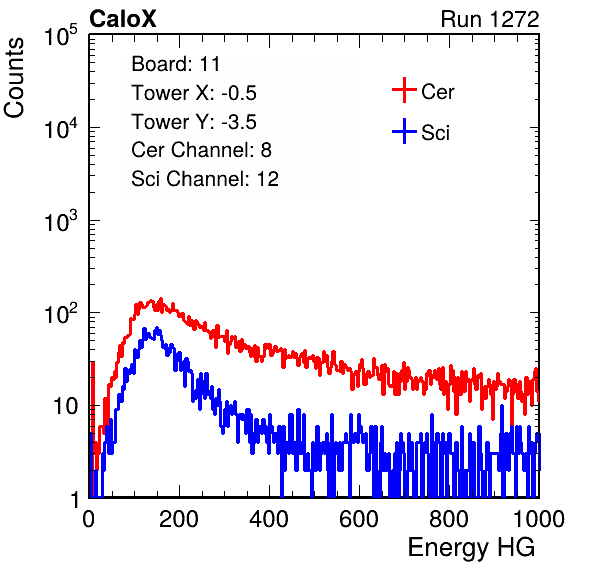 CaloX Run 1272
10^5
Counts
Board: 11
Tower X: -0.5
Tower Y: -3.5
Cer Channel: 8
Sci Channel: 12
Cer
Sci
10^4
10^3
10^2
10
1
0 200 400 600 800 1000
Energy HG